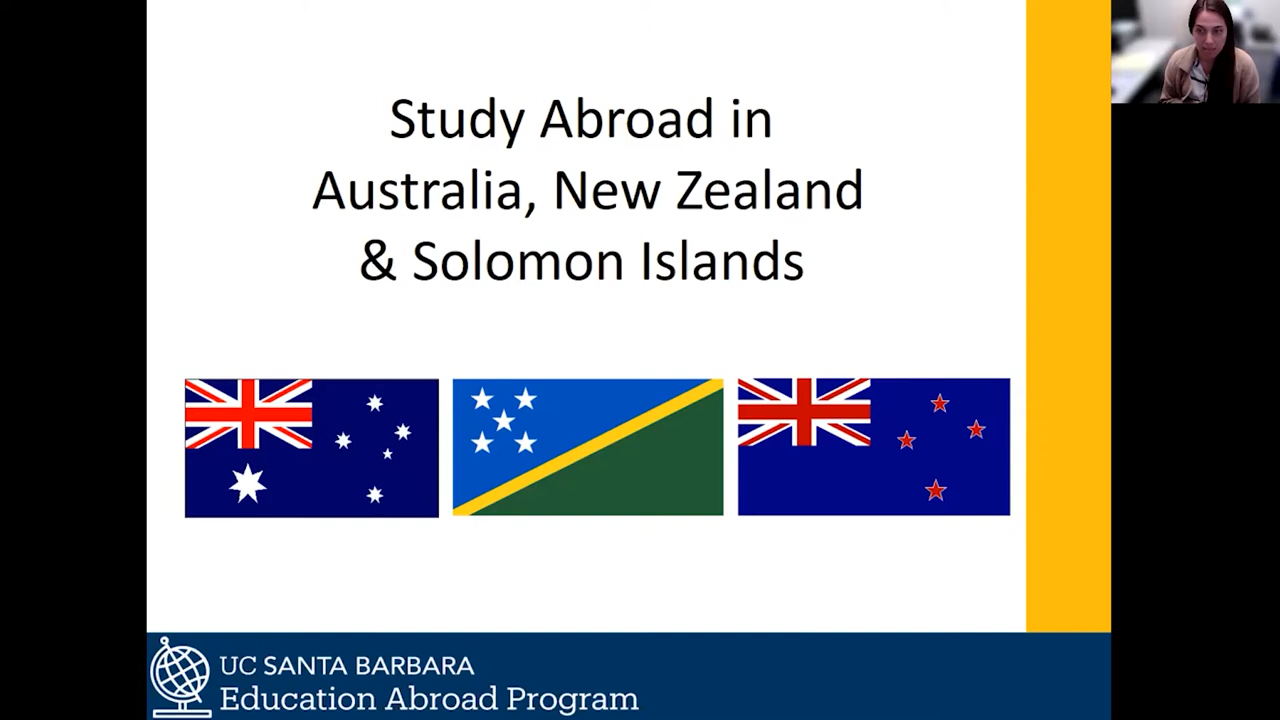 Study Abroad in
Australia, New Zealand
& Solomon Islands
UC SANTA BARBARA
Education Abroad Program